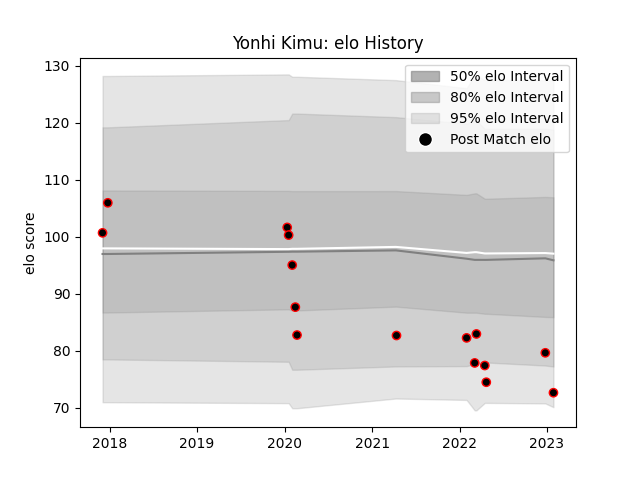 Yonhi Kimu: elo History
130
120
110
100
90
80
70
elo score
50% elo Interval
80% elo Interval
95% elo Interval
Post Match elo
2018
2019
2020
2021
2022
2023